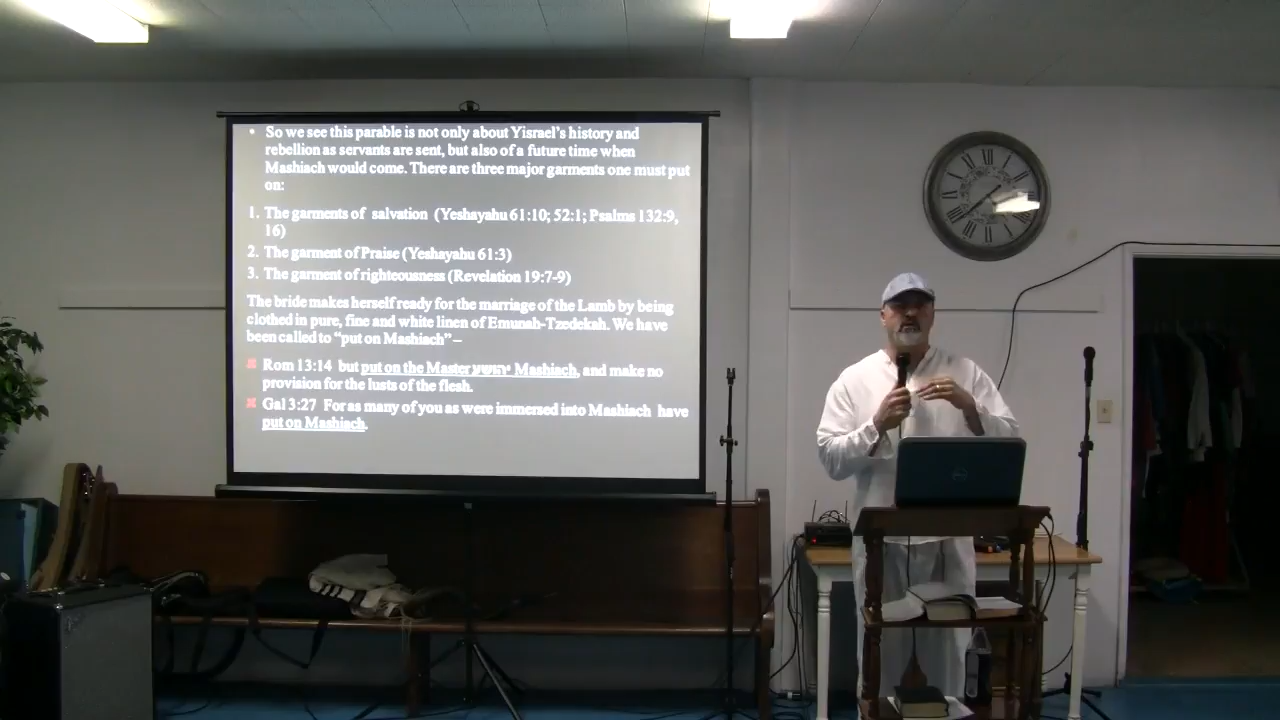 • So we see this parable is not only about Yisrael's history and
rebellion as servants are sent, but also of a future time when
Mashiach would come. There are three major garments one must put
on:
1. The garments of salvation (Yeshayahu 61:10; 52:1; Psalms 132:9,
16)
2. The garment of Praise (Yeshayahu 61:3)
3. The garment of righteousness (Revelation 19:7-9)
The bride makes herself ready for the marriage of the Lamb by being
clothed in pure, fine and white linen of Emunah-Tzedekah. We have
been called to "put on Mashiach" –
Rom 13:14 but put on the Master יהושע Mashiach, and make no
provision for the lusts of the flesh.
Gal 3:27 For as many of you as were immersed into Mashiach have
put on Mashiach.